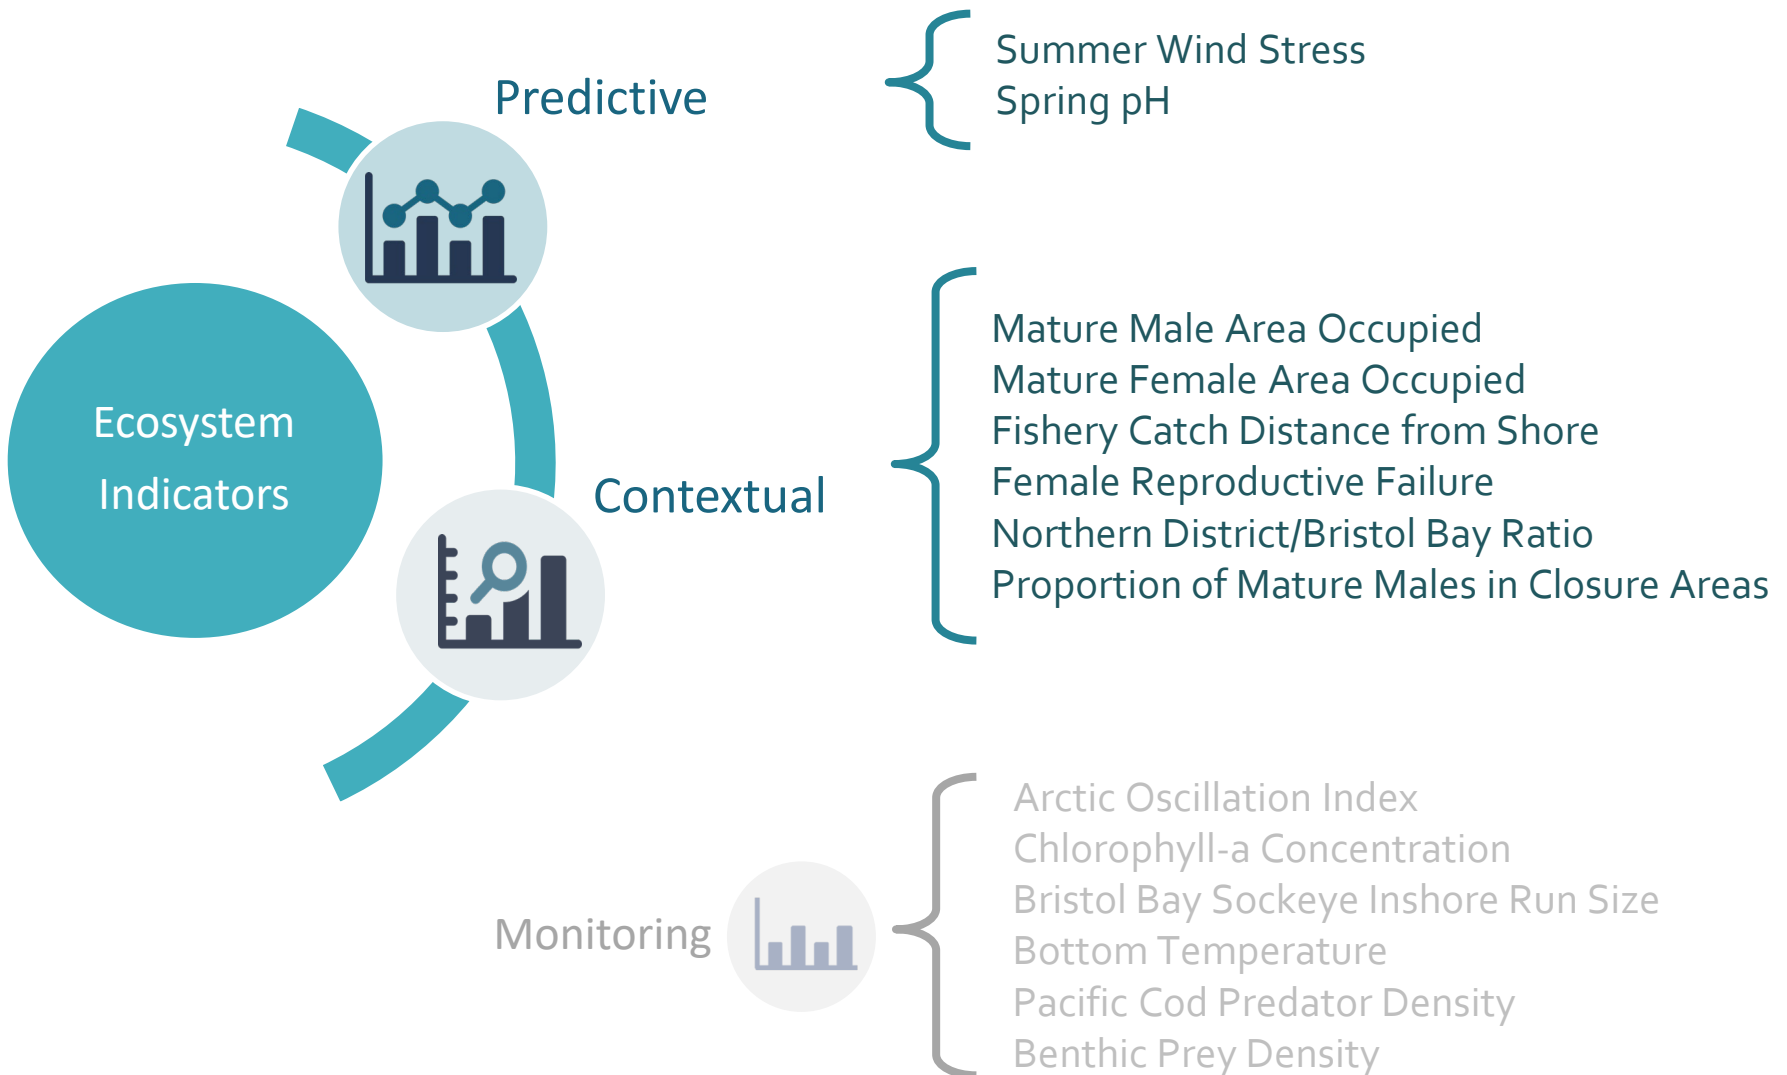 Ecosystem
Indicators
Predictive
Summer Wind Stress
Spring pH
Contextual
Mature Male Area Occupied
Mature Female Area Occupied
Fishery Catch Distance from Shore
Female Reproductive Failure
Northern District/Bristol Bay Ratio
Proportion of Mature Males in Closure Areas
Monitoring
Arctic Oscillation Index
Chlorophyll-a Concentration
Bristol Bay Sockeye Inshore Run Size
Bottom Temperature
Pacific Cod Predator Density
Benthic Prey Density